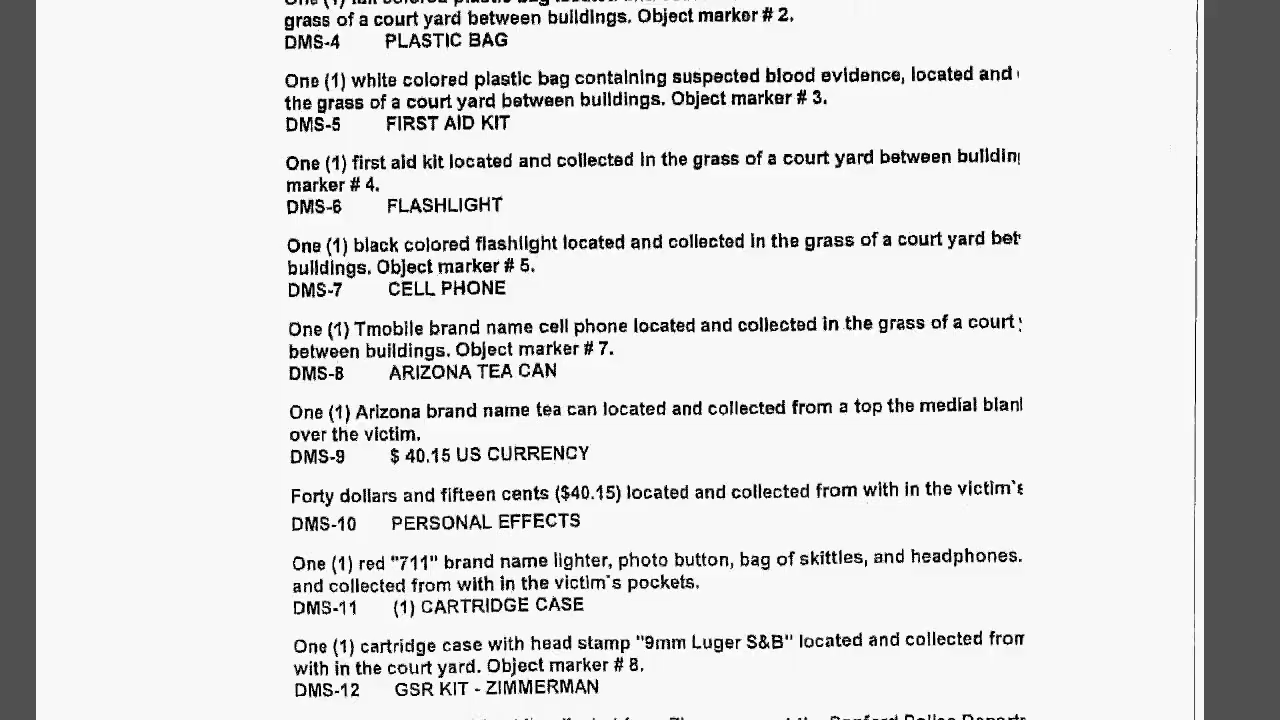 One (1)
grass of a court yard between buildings. Object marker # 2.
DMS-4 PLASTIC BAG
One (1) white colored plastic bag containing suspected blood evidence, located and
the grass of a court yard between buildings. Object marker # 3.
DMS-5 FIRST AID KIT
One (1) first aid kit located and collected in the grass of a court yard between
marker # 4.
DMS-6 FLASHLIGHT
One (1) black colored flashlight located and collected in the grass of a court yard
buildings. Object marker # 5.
DMS-7 CELL PHONE
One (1) Tmobile brand name cell phone located and collected in the grass of a court
between buildings. Object marker # 7.
DMS-8 ARIZONA TEA CAN
One (1) Arizona brand name tea can located and collected from a top the medial
over the victim.
DMS-9 $ 40.15 US CURRENCY
Forty dollars and fifteen cents ($40.15) located and collected from with in the
DMS-10 PERSONAL EFFECTS
One (1) red "711" brand name lighter, photo button, bag of skittles, and headphones.
and collected from with in the victim`s pockets.
DMS-11 (1) CARTRIDGE CASE
One (1) cartridge case with head stamp "9mm Luger S&B" located and collected
with in the court yard. Object marker # 8.
DMS-12 GSR KIT - ZIMMERMAN